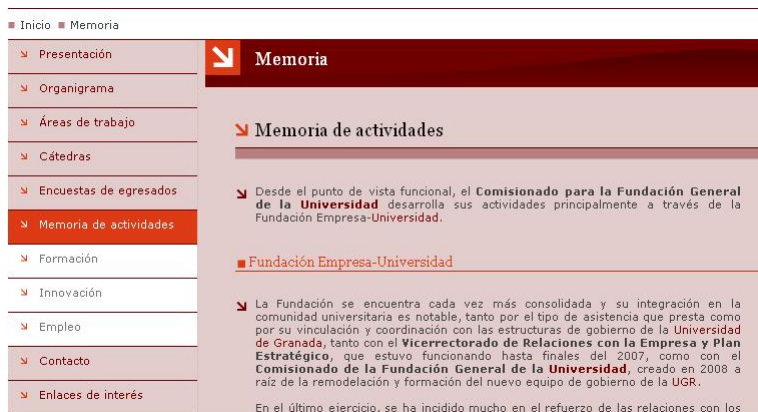 Inicio Memoria
Presentación
Organigrama
Áreas de trabajo
Cátedras
Encuestas de egresados
Memoria de actividades
Formación
Innovación
Empleo
Contacto
Enlaces de interés
Memoria
Memoria de actividades
Desde el punto de vista funcional, el Comisionado para la Fundación General
de la Universidad desarrolla sus actividades principalmente a través de la
Fundación Empresa-Universidad.
Fundación Empresa-Universidad
La Fundación se encuentra cada vez más consolidada y su integración en la
comunidad universitaria es notable, tanto por el tipo de asistencia que presta como
por su vinculación y coordinación con las estructuras de gobierno de la Universidad
de Granada, tanto con el Vicerrectorado de Relaciones con la Empresa y Plan
Estratégico, que estuvo funcionando hasta finales del 2007, como con el
Comisionado de la Fundación General de la Universidad, creado en 2008 a
raíz de la remodelación y formación del nuevo equipo de gobierno de la UGR.
En el último ejercicio, se ha incidido mucho en el refuerzo de las relaciones con los